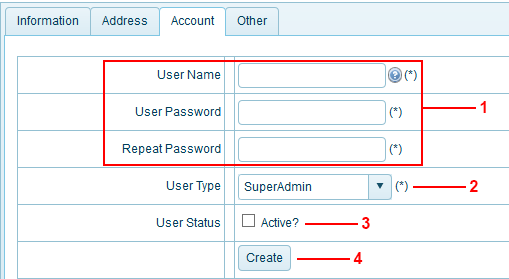 Information Address Account Other
User Name ? (*)
User Password (*) 1
Repeat Password (*)
User Type SuperAdmin (*) 2
User Status Active? 3
Create 4